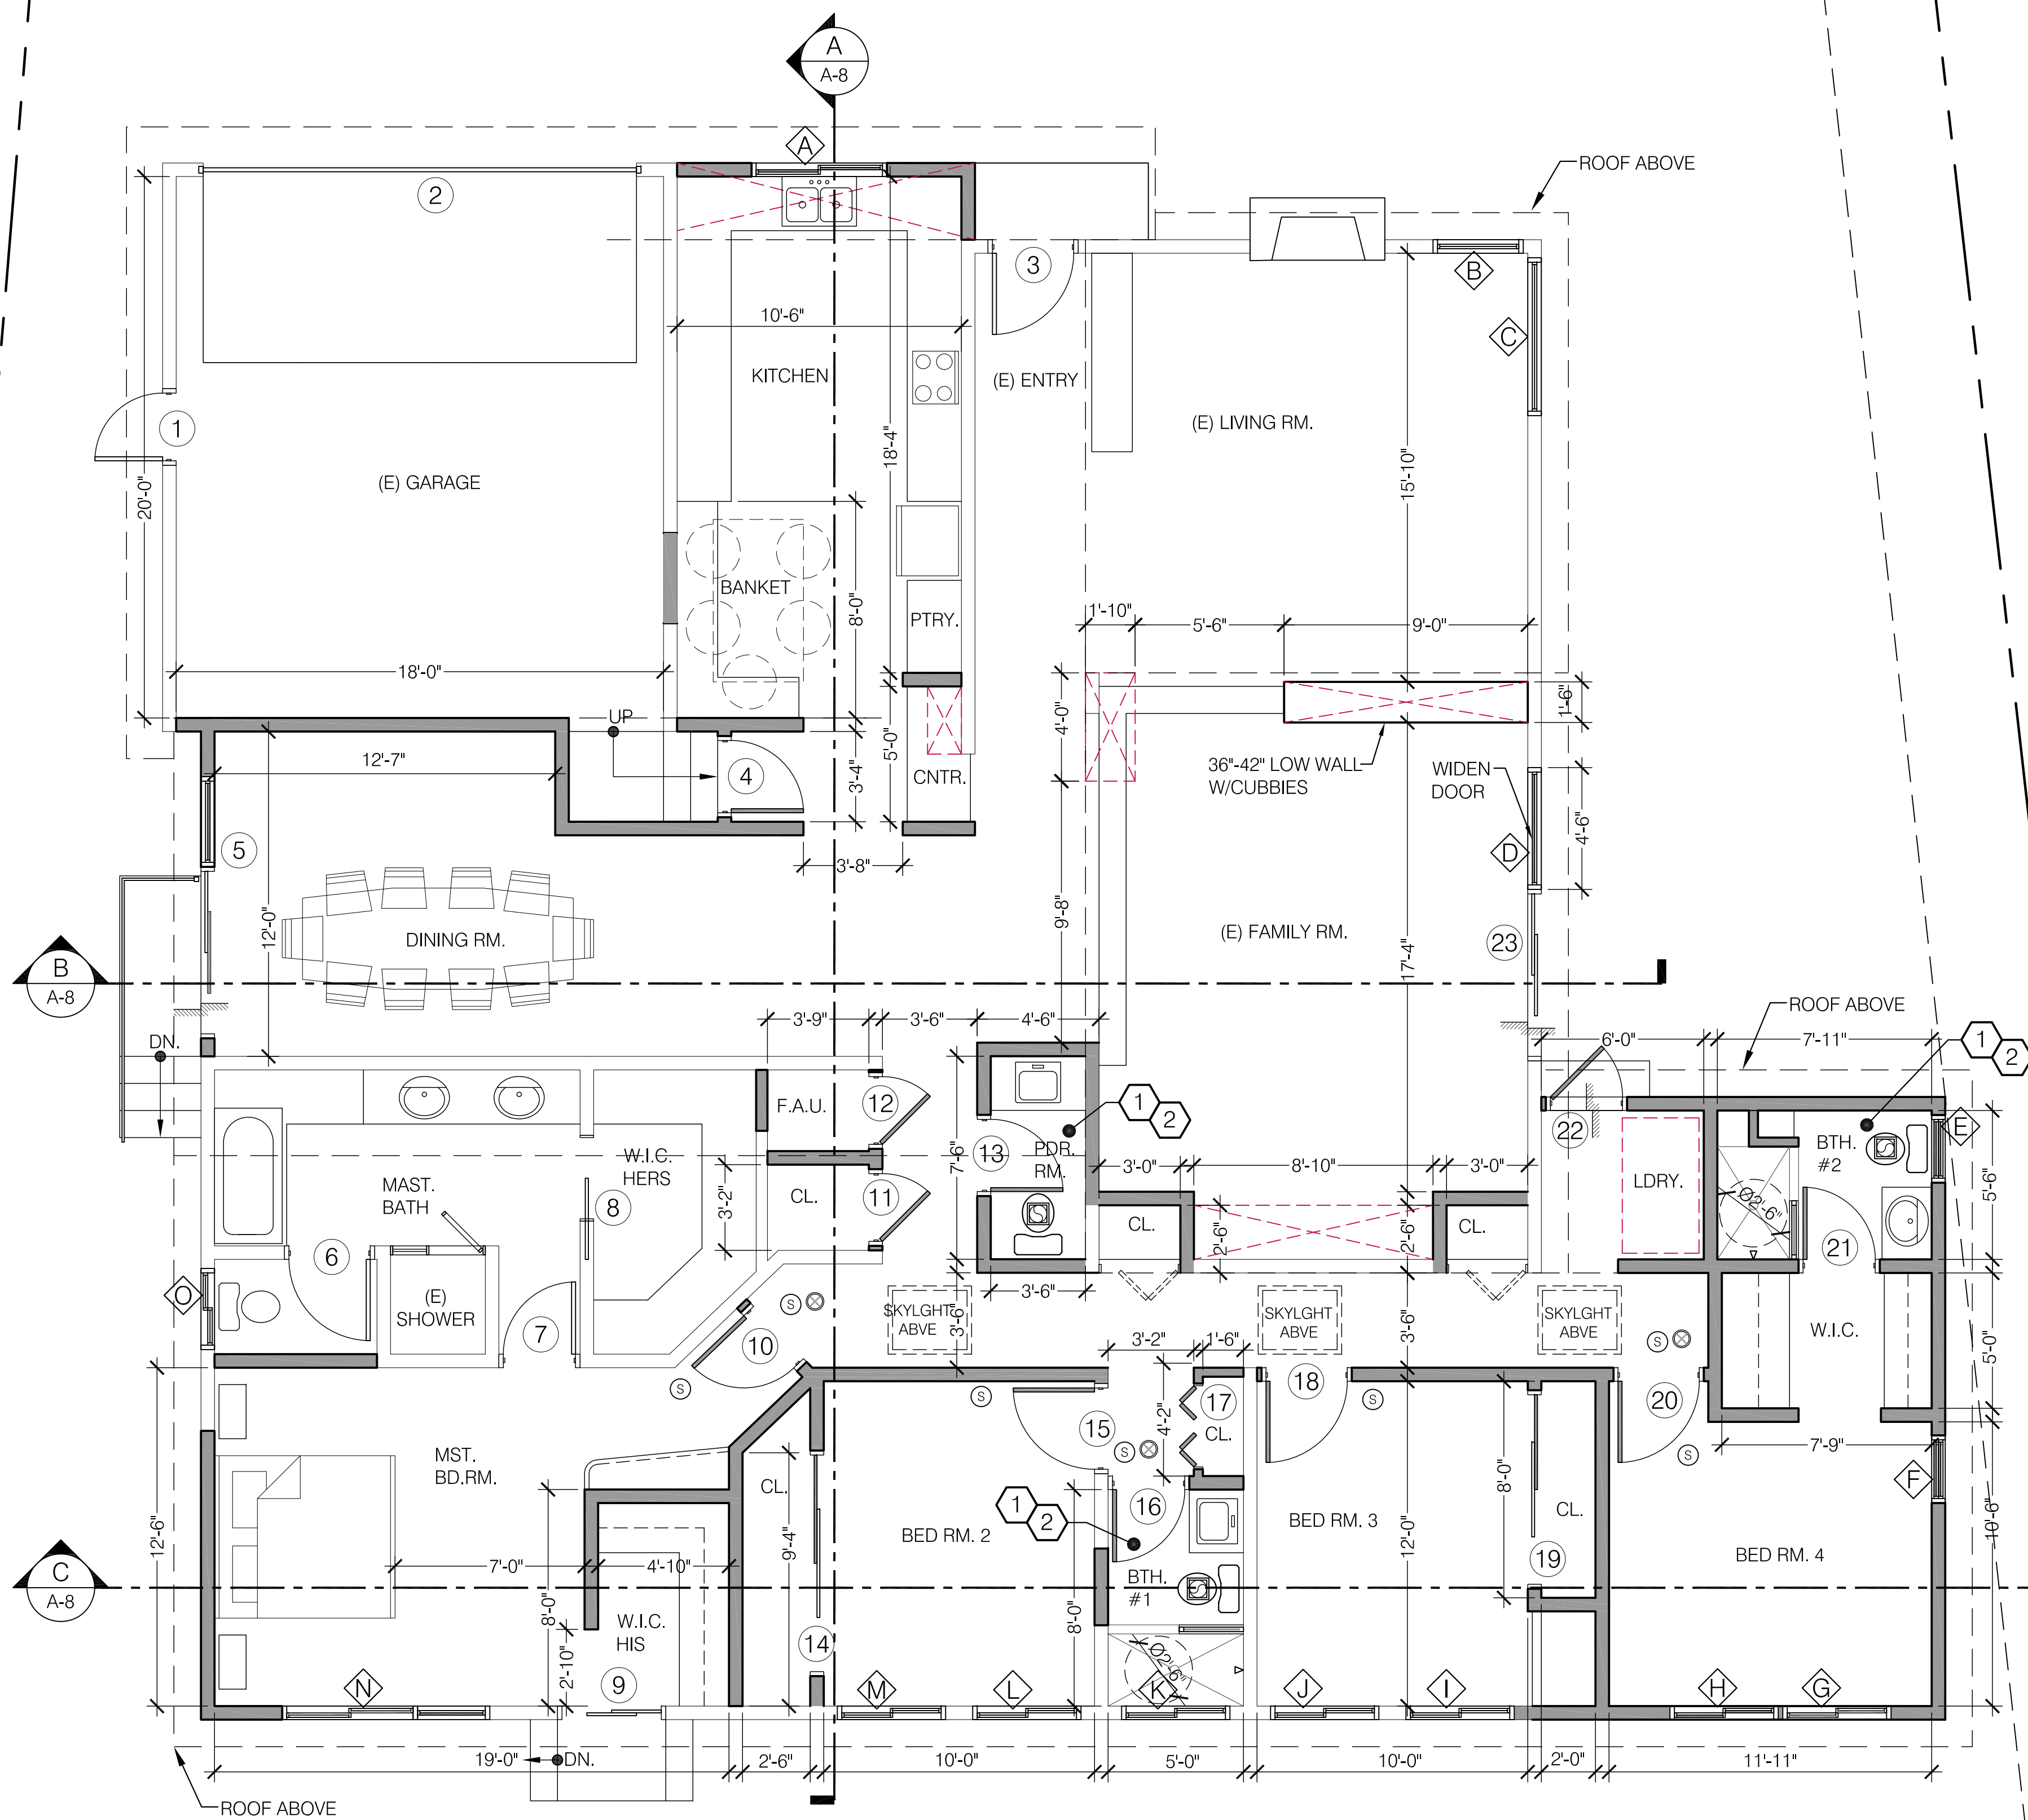 A
A-8
A
ROOF ABOVE
2
3
B
10'-6"
KITCHEN
(E) ENTRY
C
1
(E) LIVING RM.
18'-4"
15'-10"
(E) GARAGE
20'-0"
BANKET
8'-0"
PTRY.
1'-10"
5'-6"
9'-0"
18'-0"
UP
4'-0"
1'-6"
5'-0"
12'-7"
4
3'-4"
CNTR.
36"-42" LOW WALL
W/CUBBIES
WIDEN
DOOR
4'-6"
5
D
3'-8"
9'-8"
12'-0"
DINING RM.
(E) FAMILY RM.
17'-4"
23
B
A-8
ROOF ABOVE
3'-9"
3'-6"
4'-6"
DN.
6'-0"
7'-11"
1
2
F.A.U.
12
1
2
22
E
BTH.
#2
13
PDR.
RM.
7'-6"
W.I.C.
HERS
MAST.
BATH
CL.
11
3'-0"
8'-10"
3'-0"
LDRY.
5'-6"
8
3'-2"
Ø2'-6"
CL.
2'-6"
2'-6"
CL.
6
21
O
3'-6"
(E)
SHOWER
7
S
SKYLGHT
ABVE
3'-6"
SKYLGHT
ABVE
3'-6"
SKYLGHT
ABVE
S
W.I.C.
10
3'-2"
1'-6"
5'-0"
S
S
17
18
S
20
4'-2"
15
S
CL.
MST.
BD.RM.
7'-9"
S
CL.
8'-0"
F
1
2
16
CL.
12'-6"
BED RM. 2
BED RM. 3
12'-0"
10'-6"
9'-4"
7'-0"
4'-10"
19
BED RM. 4
C
A-8
8'-0"
BTH.
#1
8'-0"
W.I.C.
HIS
14
2'-10"
Ø2'-6"
N
9
M
L
K
J
I
H
G
19'-0"
DN.
2'-6"
10'-0"
5'-0"
10'-0"
2'-0"
11'-11"
ROOF ABOVE